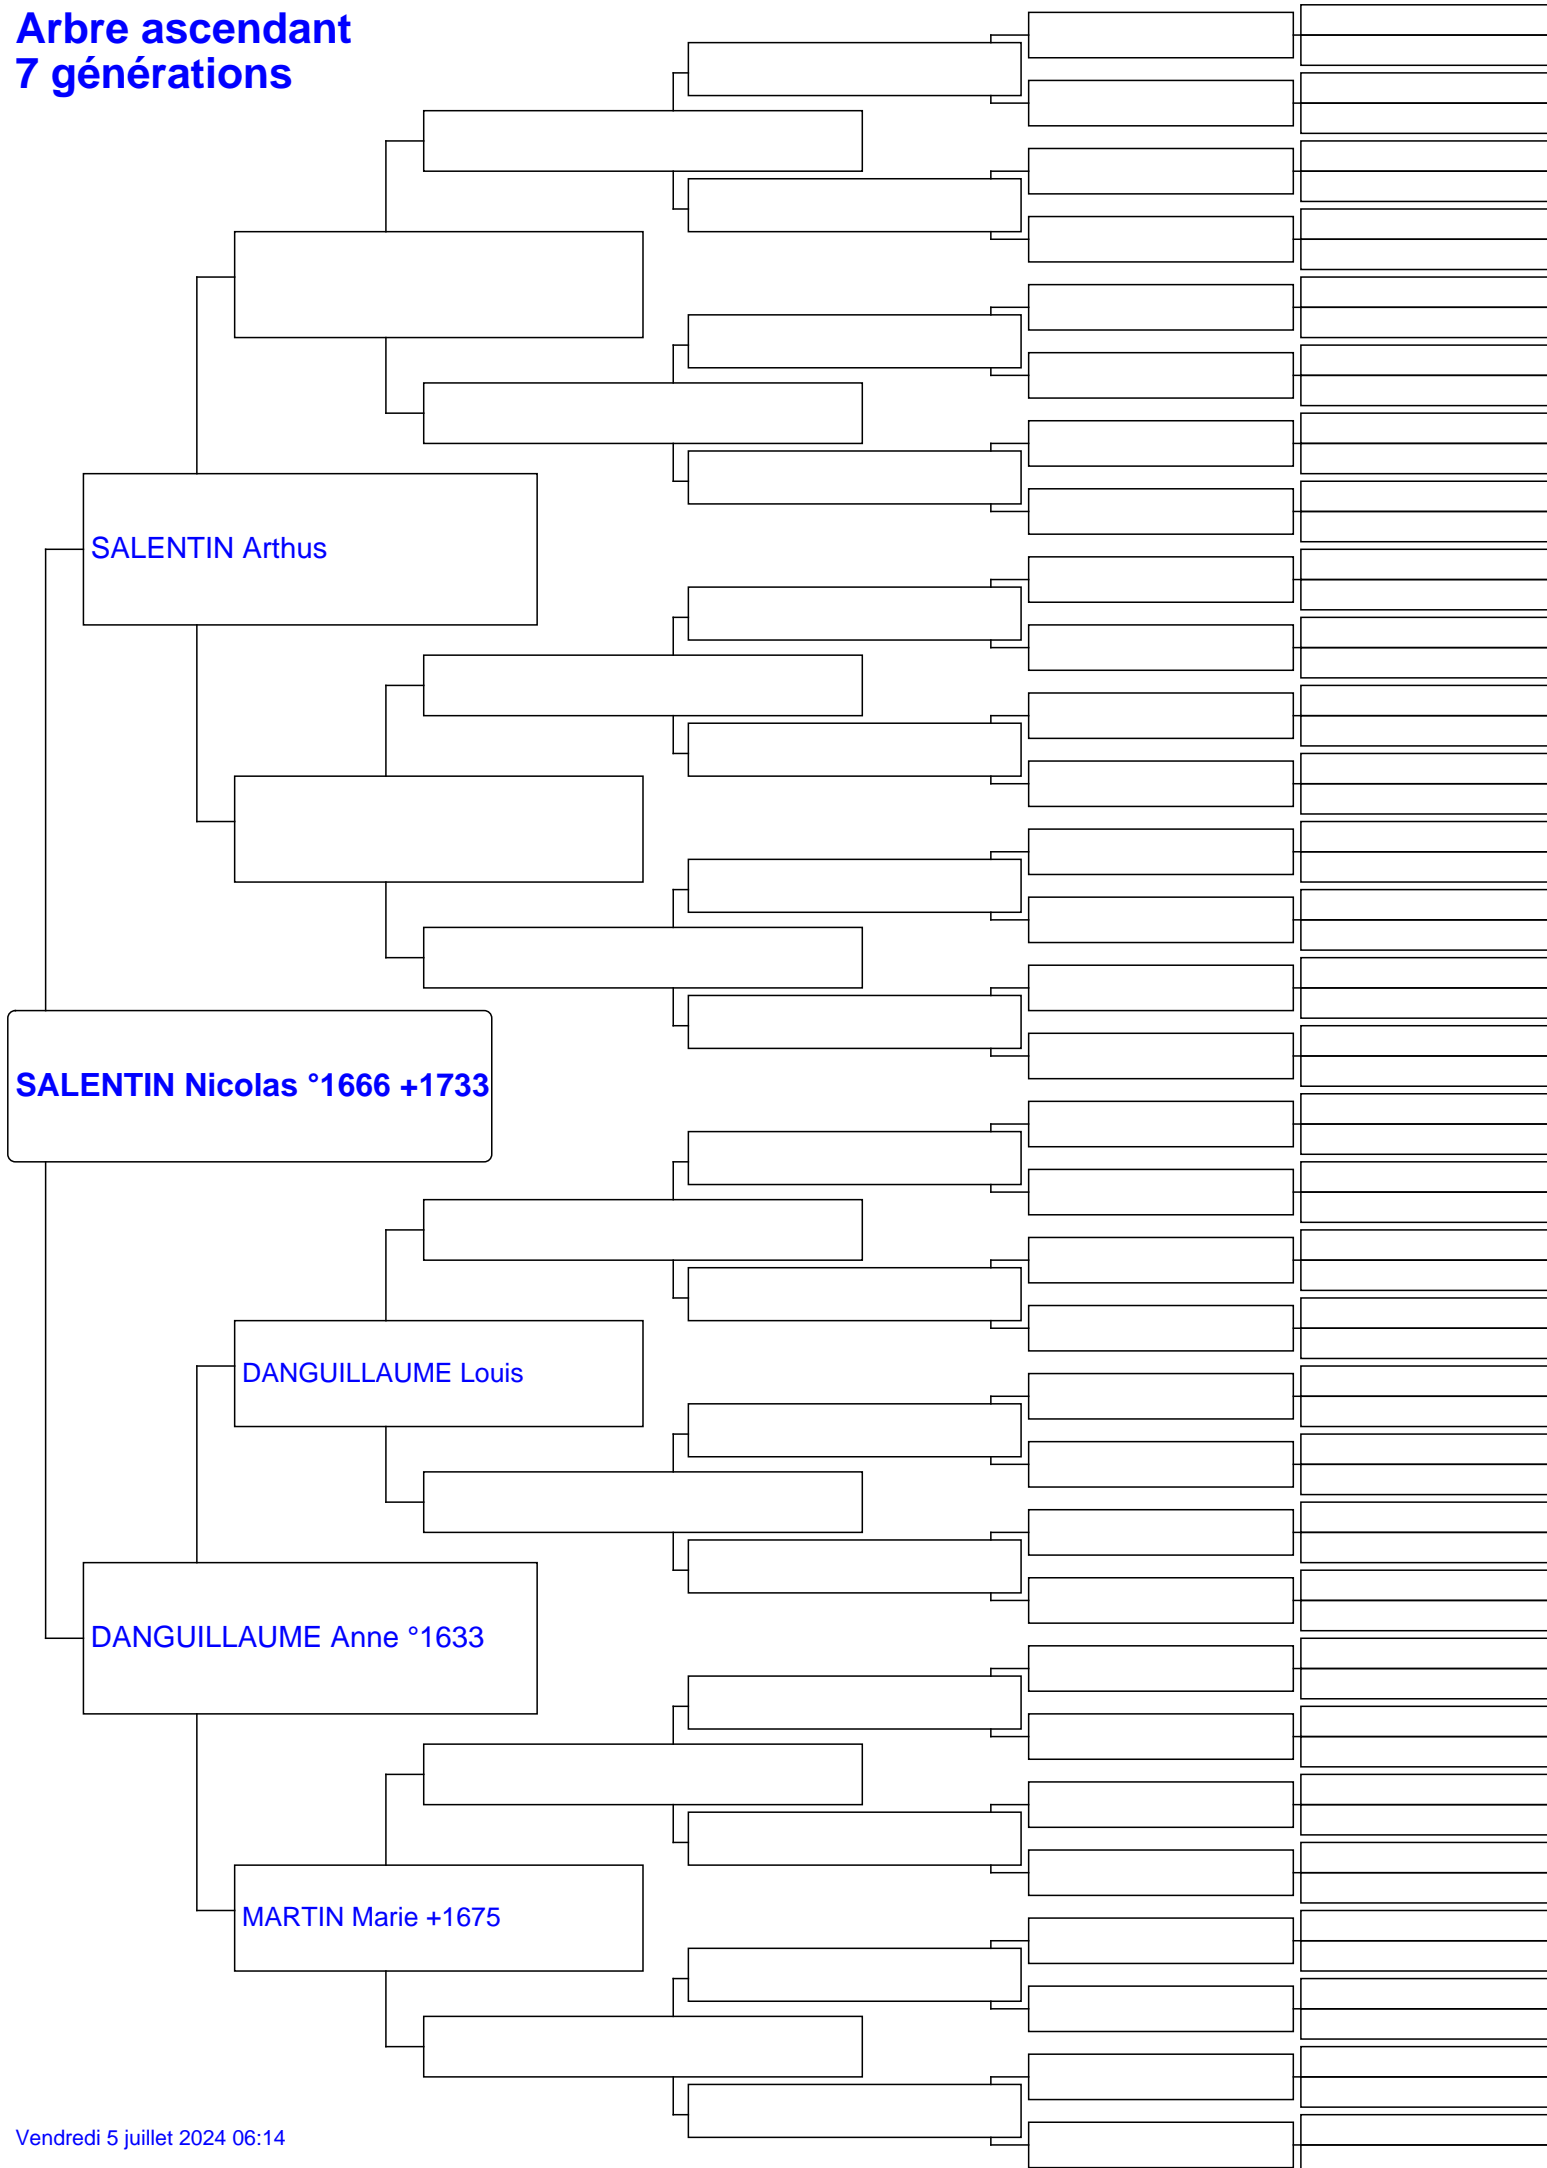 Arbre ascendant
7 générations
SALENTIN Arthus
SALENTIN Nicolas °1666 +1733
DANGUILLAUME Louis
DANGUILLAUME Anne °1633
MARTIN Marie +1675
Vendredi 5 juillet 2024 06:14